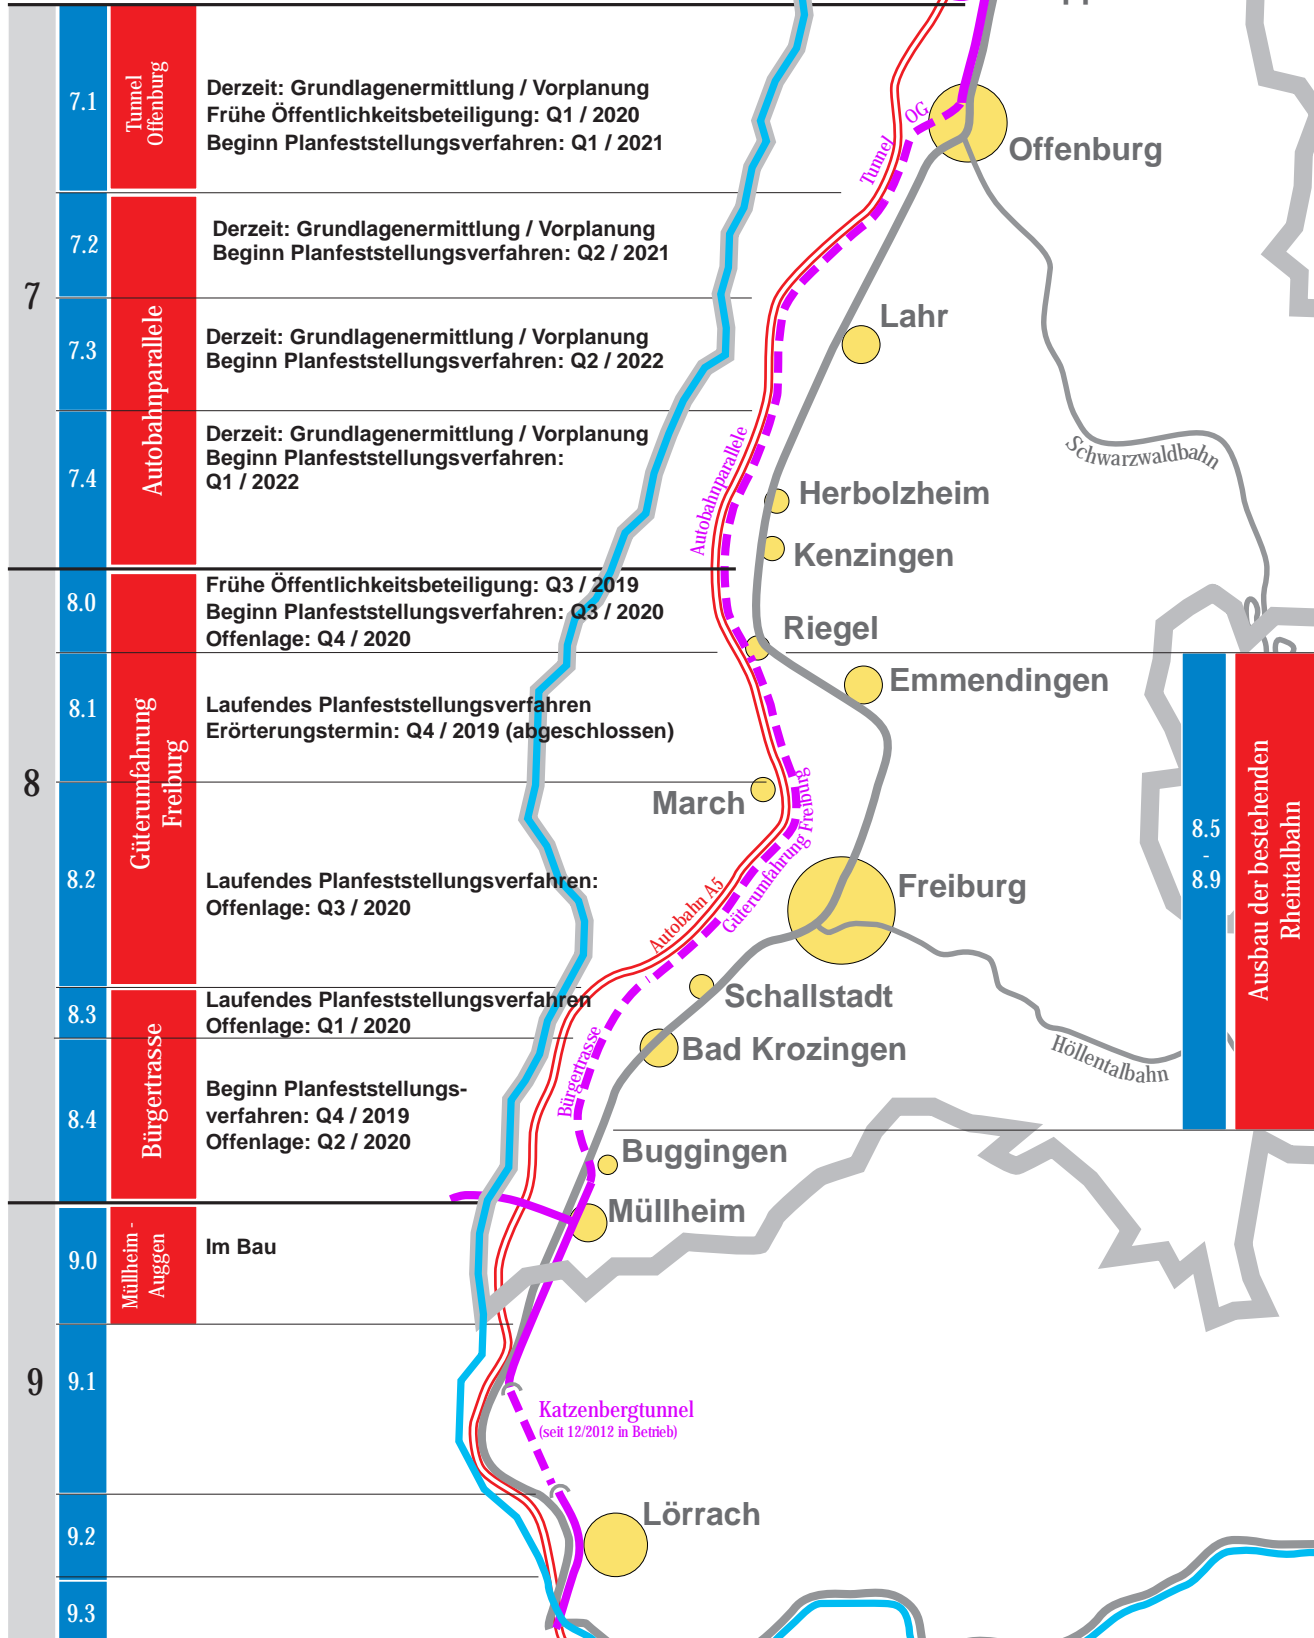 7
7.1
Tunnel
Offenburg
Derzeit: Grundlagenermittlung / Vorplanung
Frühe Öffentlichkeitsbeteiligung: Q1 / 2020
Beginn Planfeststellungsverfahren: Q1 / 2021
7.2
Derzeit: Grundlagenermittlung / Vorplanung
Beginn Planfeststellungsverfahren: Q2 / 2021
Autobahnparallele
7.3
Derzeit: Grundlagenermittlung / Vorplanung
Beginn Planfeststellungsverfahren: Q2 / 2022
7.4
Derzeit: Grundlagenermittlung / Vorplanung
Beginn Planfeststellungsverfahren:
Q1 / 2022
8
8.0
Frühe Öffentlichkeitsbeteiligung: Q3 / 2019
Beginn Planfeststellungsverfahren: Q3 / 2020
Offenlage: Q4 / 2020
Güterumfahrung
Freiburg
8.1
Laufendes Planfeststellungsverfahren
Erörterungstermin: Q4 / 2019 (abgeschlossen)
8.2
Laufendes Planfeststellungsverfahren:
Offenlage: Q3 / 2020
8.3
Laufendes Planfeststellungsverfahren
Offenlage: Q1 / 2020
Bürgertrasse
8.4
Beginn Planfeststellungs-
verfahren: Q4 / 2019
Offenlage: Q2 / 2020
9
9.0
Müllheim -
Auggen
Im Bau
9.1
9.2
9.3
Tunnel OG
Offenburg
Lahr
Schwarzwaldbahn
Autobahnparallele
Herbolzheim
Kenzingen
Riegel
Emmendingen
March
Güterumfahrung Freiburg
Autobahn A5
Freiburg
Schallstadt
Bad Krozingen
Höllentalbahn
Bürgertrasse
Buggingen
Müllheim
Katzenbergtunnel
(seit 12/2012 in Betrieb)
Lörrach
8.5
-
8.9
Ausbau der bestehenden
Rheintalbahn